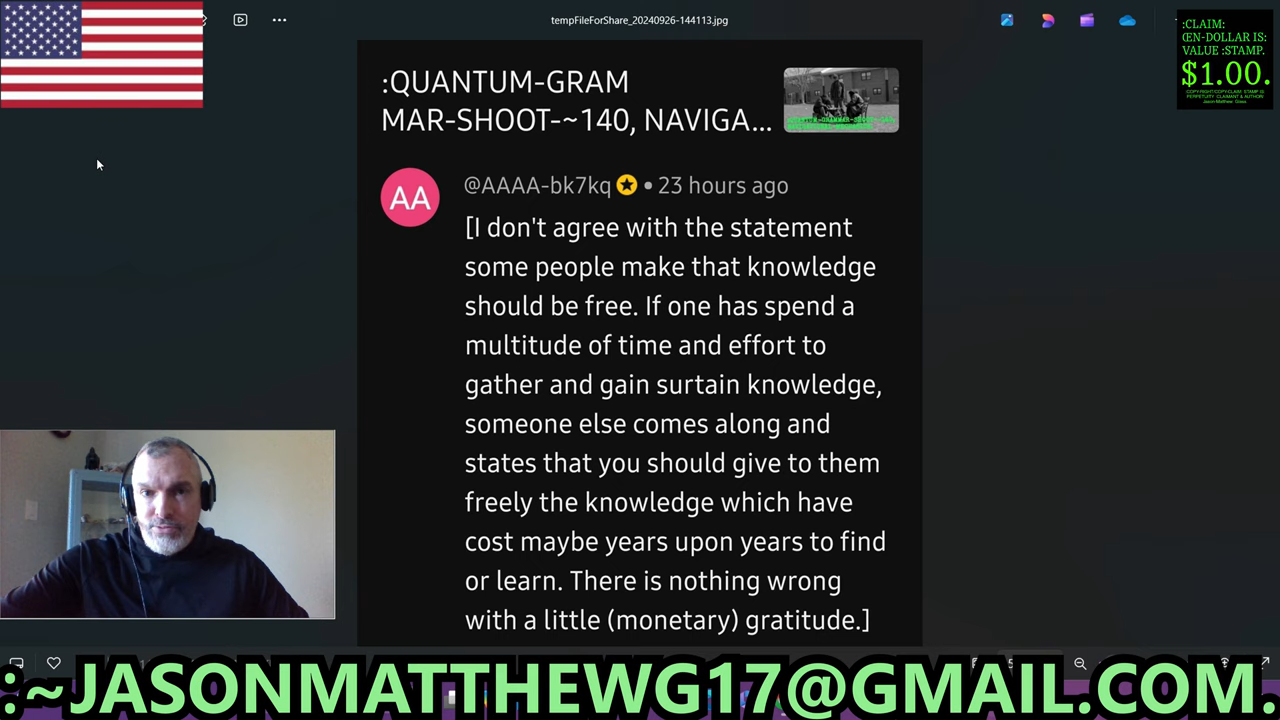 tempFileForShare_20240926-144113.jpg
:CLAIM:
ŒN-DOLLAR IS:
VALUE :STAMP.
$1.00.
:QUANTUM-GRAM
MAR-SHOOT-~140, NAVIGA...
AA
@AAAA-bk7kq • 23 hours ago
[I don't agree with the statement
some people make that knowledge
should be free. If one has spend a
multitude of time and effort to
gather and gain surtain knowledge,
someone else comes along and
states that you should give to them
freely the knowledge which have
cost maybe years upon years to find
or learn. There is nothing wrong
with a little (monetary) gratitude.]
:~JASONMATTHEWG17@GMAIL.COM.